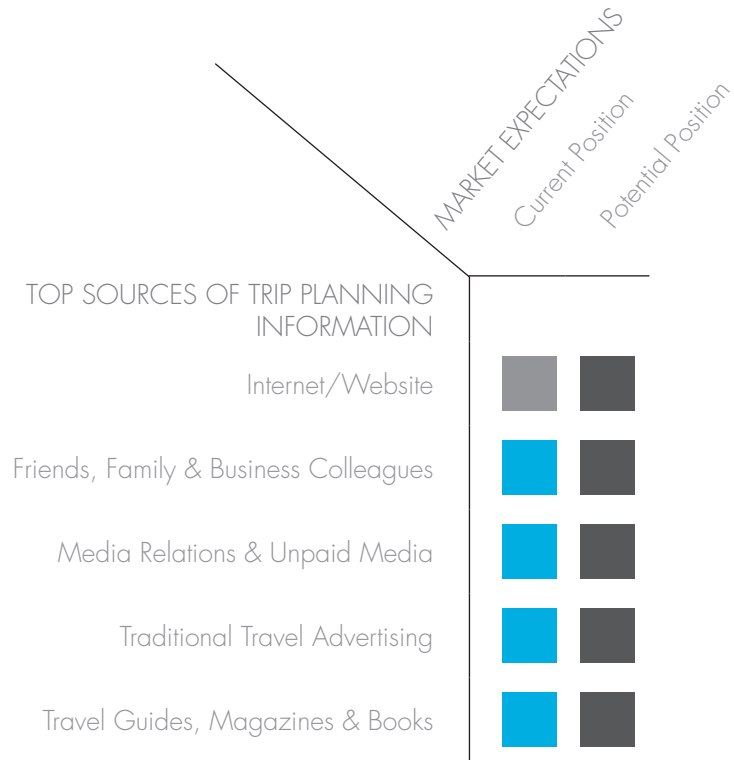 MARKET EXPECTATIONS
Current Position
Potential Position
TOP SOURCES OF TRIP PLANNING
INFORMATION
Internet/Website
Friends, Family & Business Colleagues
Media Relations & Unpaid Media
Traditional Travel Advertising
Travel Guides, Magazines & Books